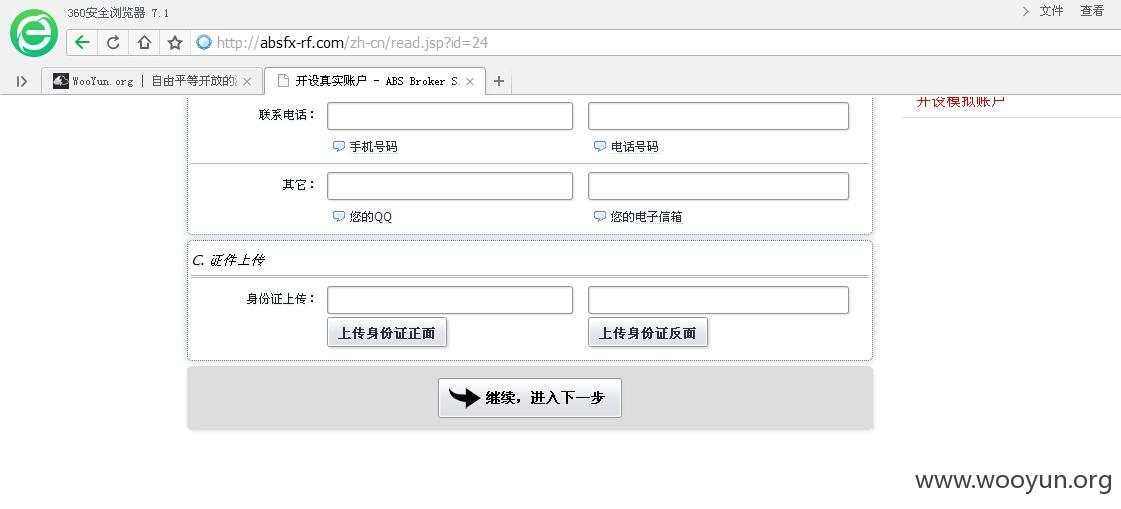 360安全浏览器 7.1
文件 查看
http://absfx-rf.com/zh-cn/read.jsp?id=24
WooYun.org | 自由平等开放的
开设真实账户 - ABS Broker S.
开设模拟账户
联系电话：
手机号码 电话号码
其它：
您的QQ 您的电子信箱
C. 证件上传
身份证上传：
上传身份证正面 上传身份证反面
继续，进入下一步
www.wooyun.org